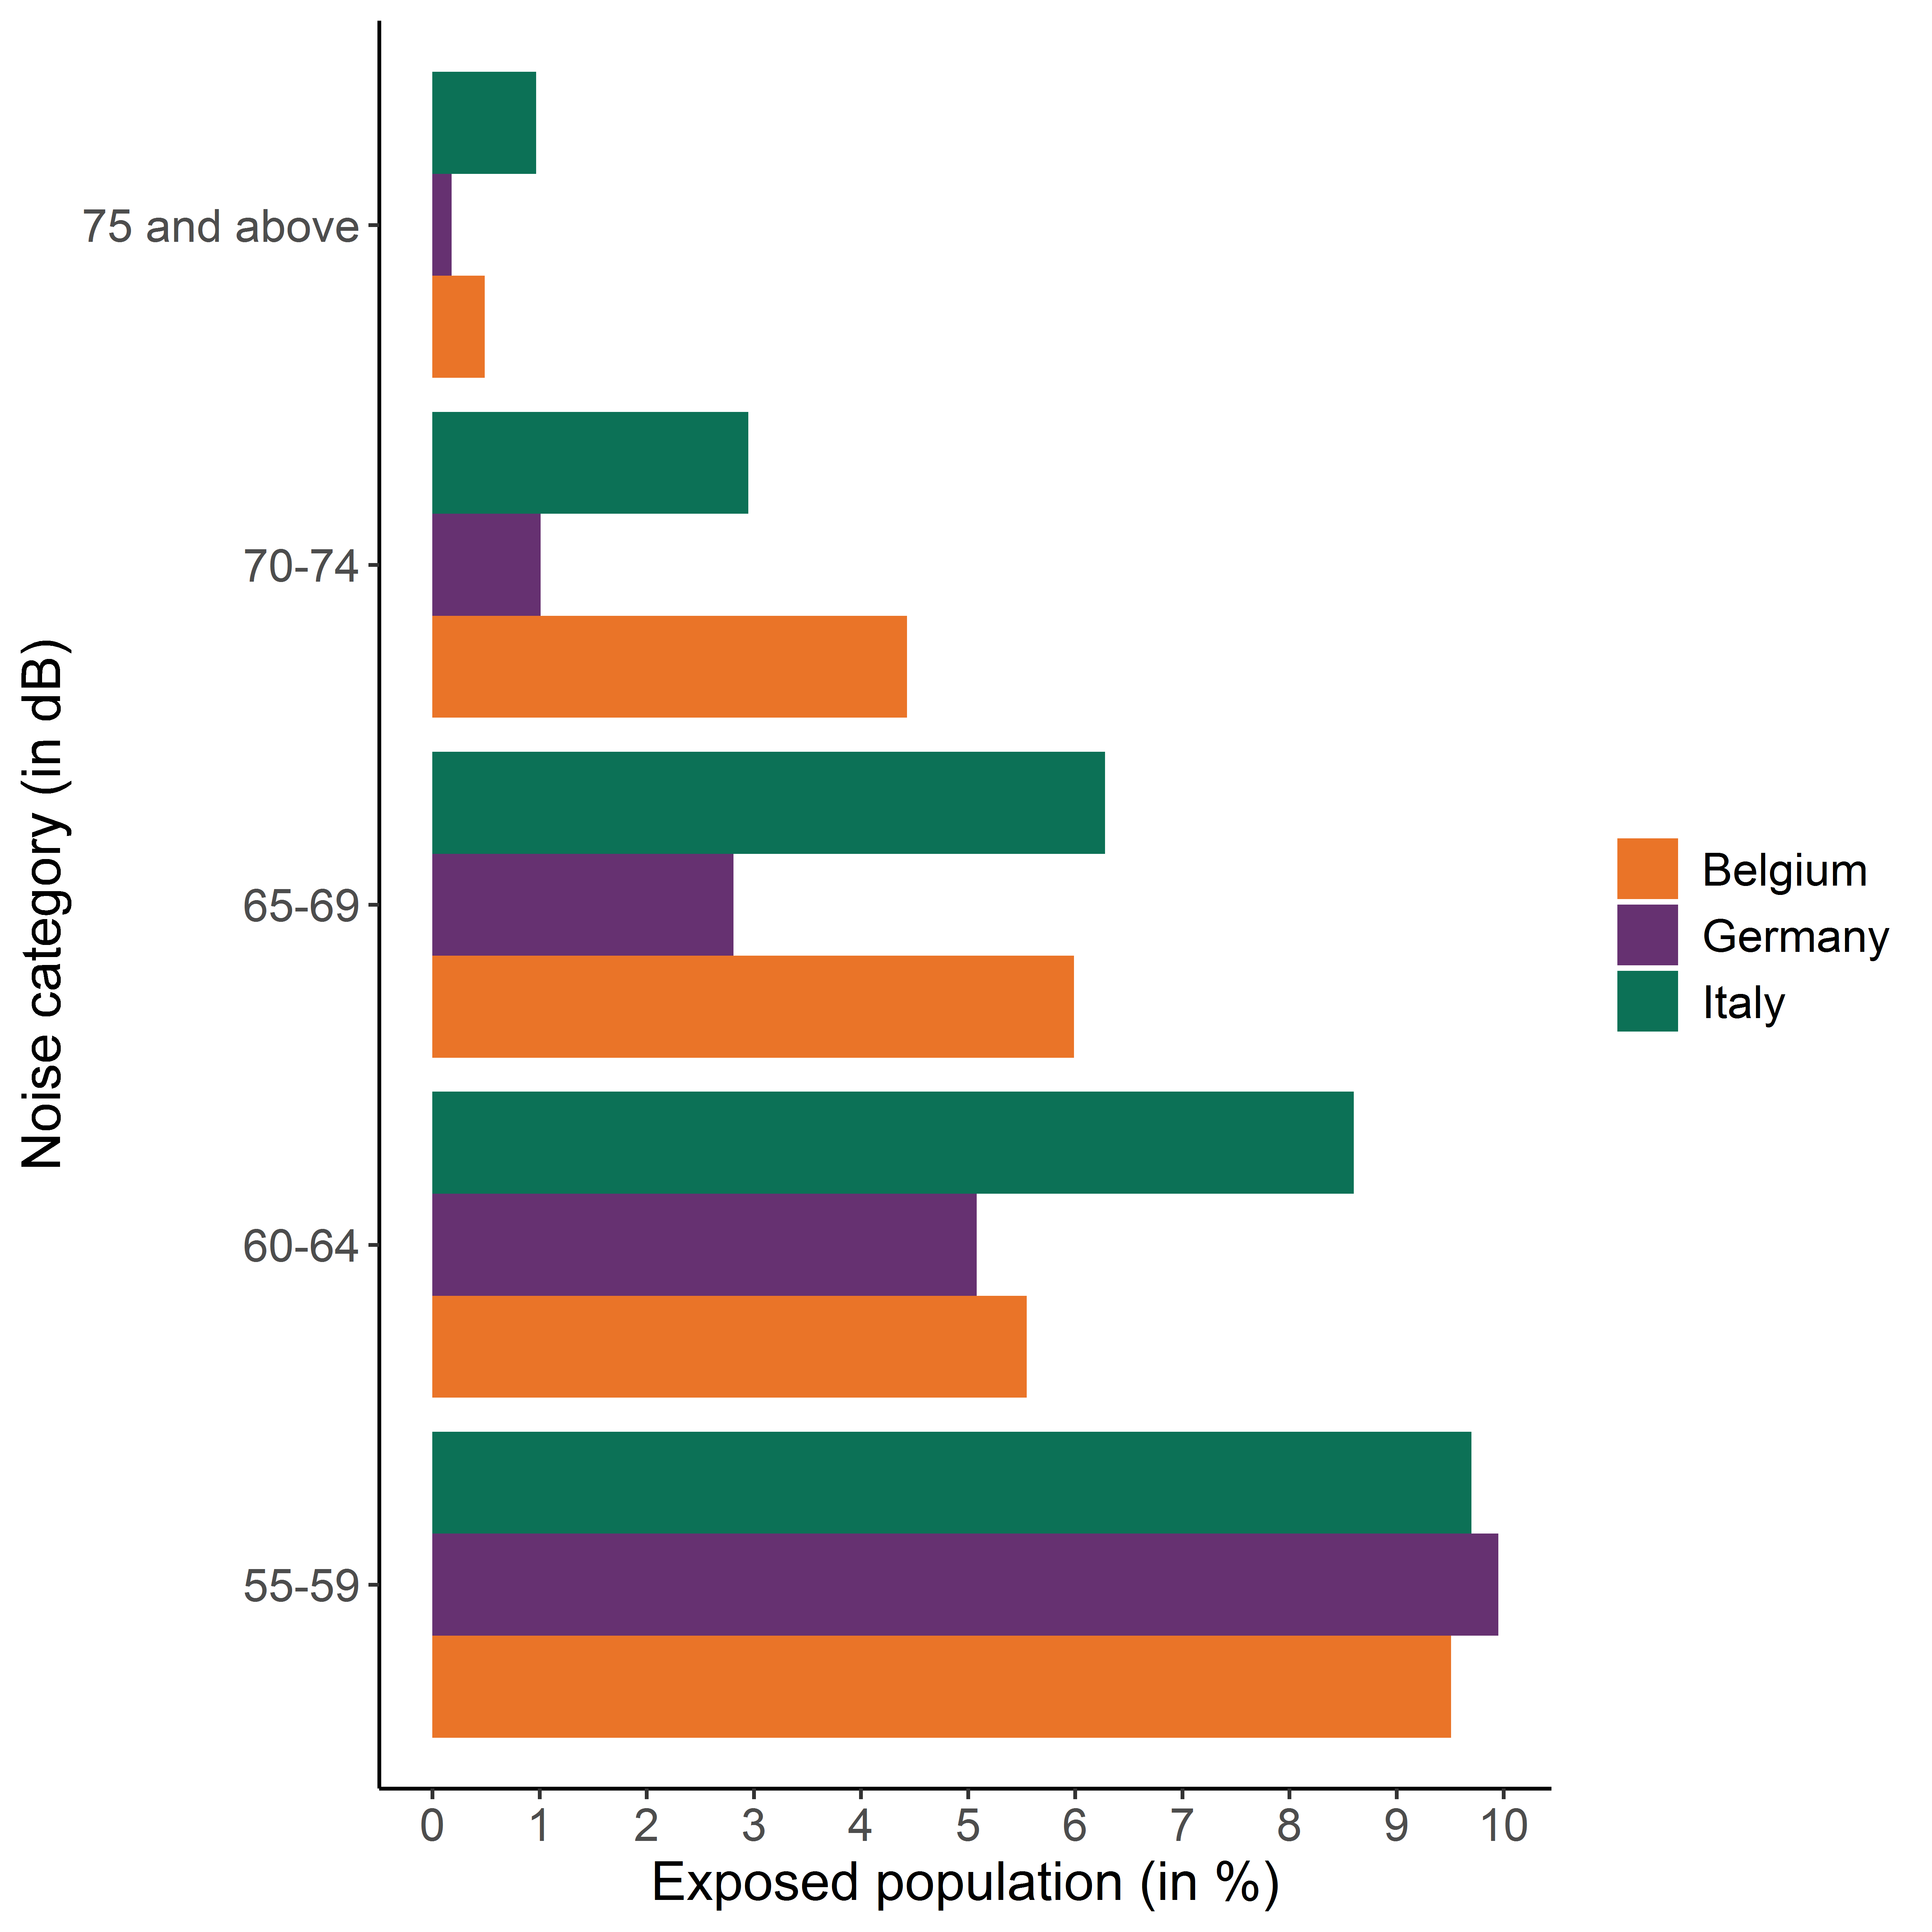 75 and above
70-74
65-69
60-64
55-59
Noise category (in dB)
0 1 2 3 4 5 6 7 8 9 10
Exposed population (in %)
Belgium
Germany
Italy